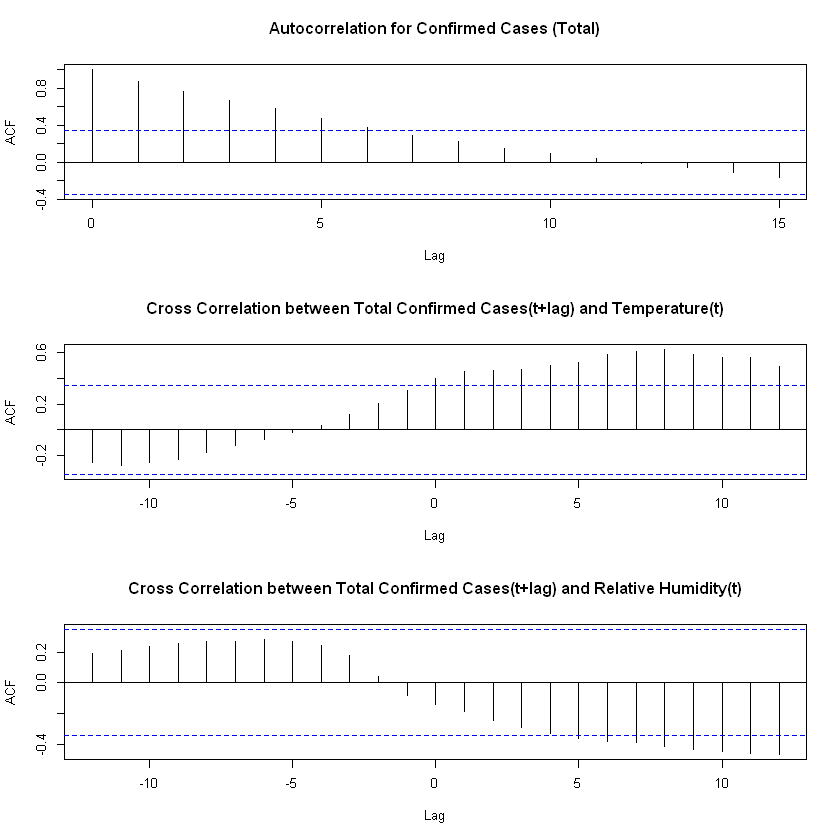 Autocorrelation for Confirmed Cases (Total)
ACF
0.8
0.4
0.0
-0.4
0 5 10 15
Lag
Cross Correlation between Total Confirmed Cases(t+lag) and Temperature(t)
ACF
0.6
0.2
-0.2
-10 -5 0 5 10
Lag
Cross Correlation between Total Confirmed Cases(t+lag) and Relative Humidity(t)
ACF
0.2
0.0
-0.4
-10 -5 0 5 10
Lag